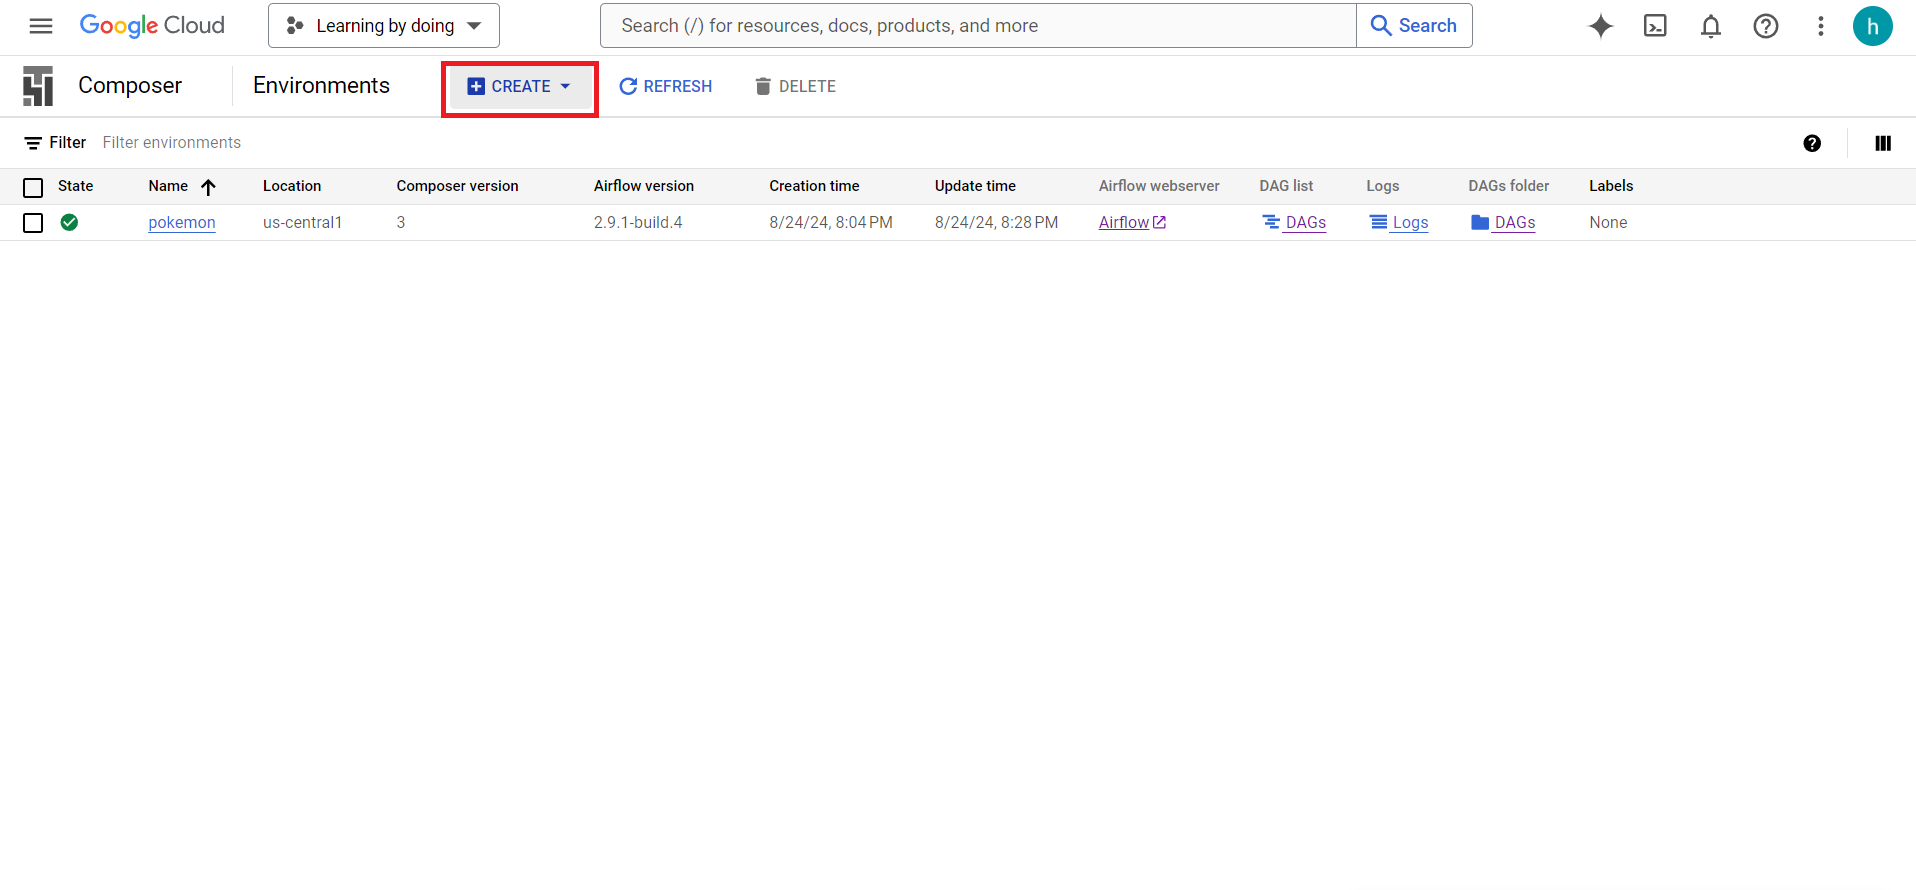 Google Cloud Learning by doing Search (/) for resources, docs, products, and more Search h
Composer Environments CREATE REFRESH DELETE
Filter Filter environments
State Name Location Composer version Airflow version Creation time Update time Airflow webserver DAG list Logs DAGs folder Labels
pokemon us-central1 3 2.9.1-build.4 8/24/24, 8:04 PM 8/24/24, 8:28 PM Airflow DAGs Logs DAGs None